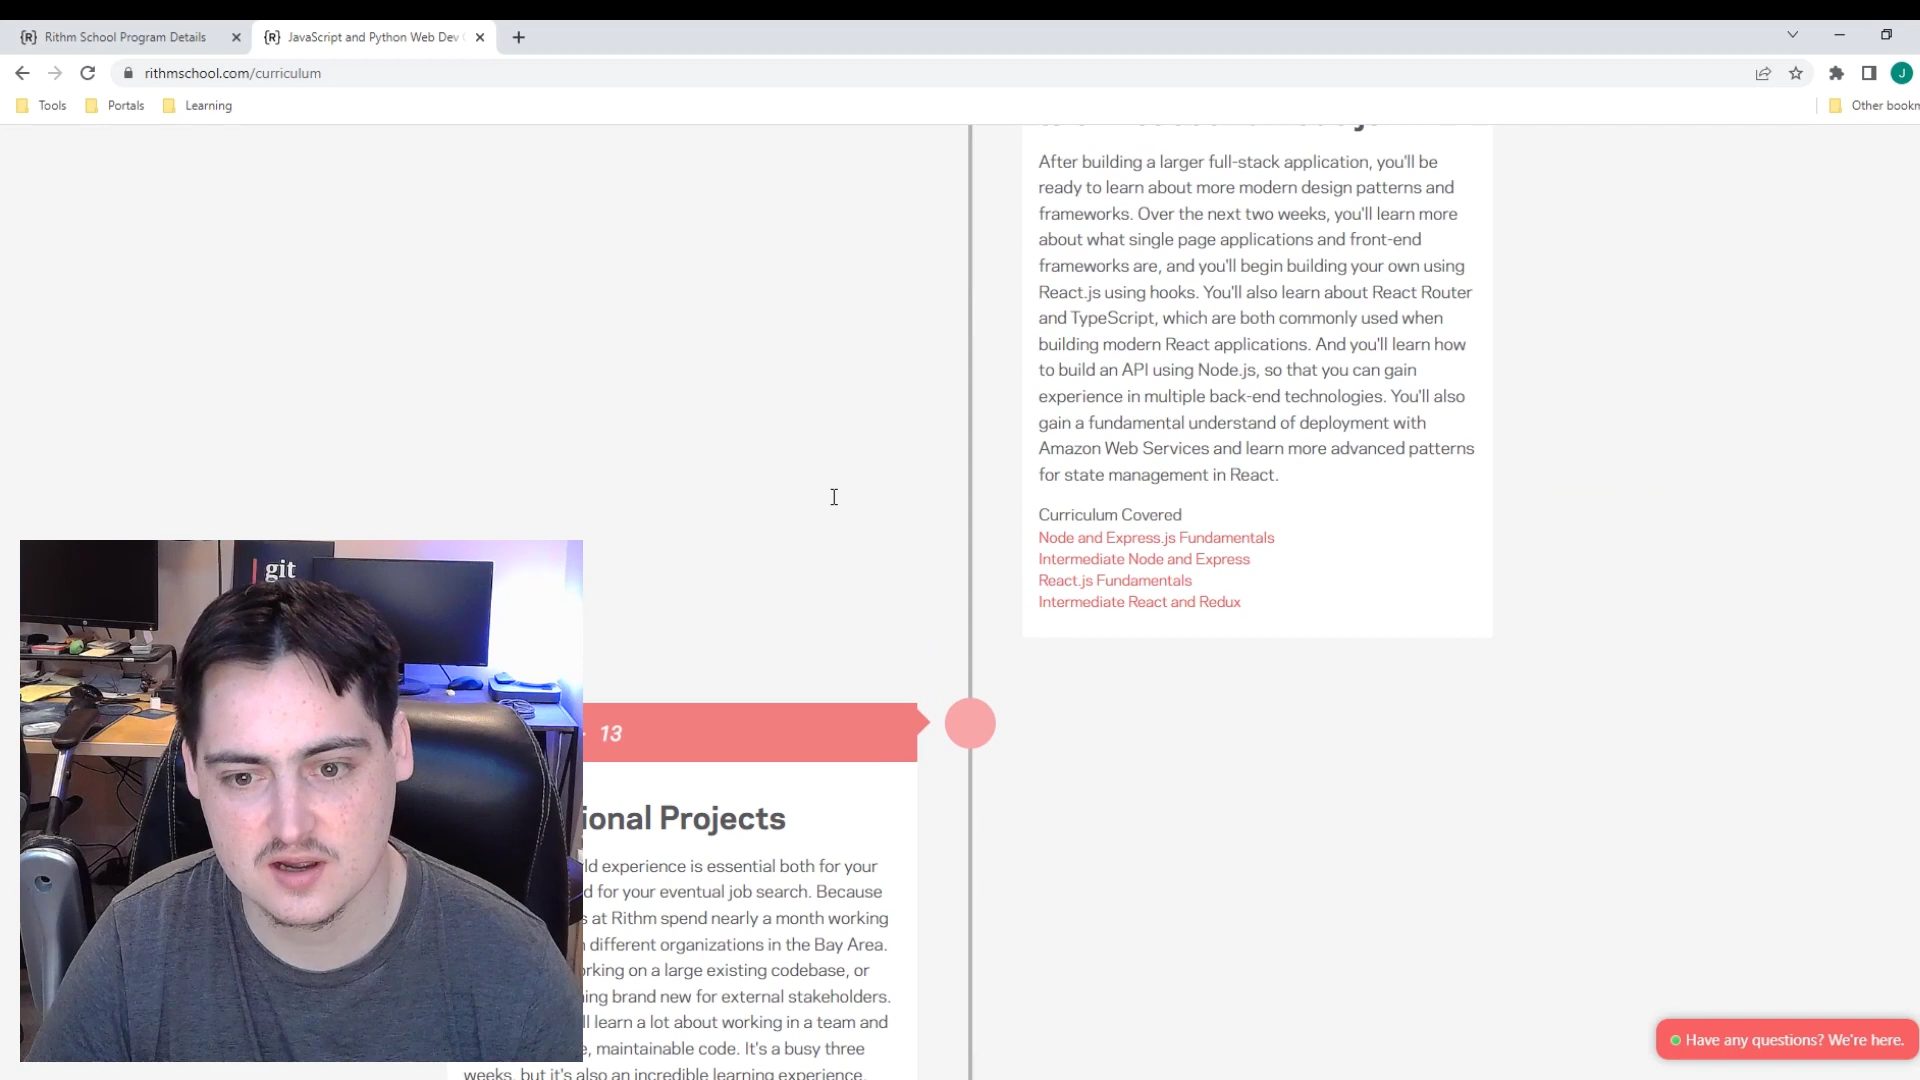 Rithm School Program Details
JavaScript and Python Web Dev
rithmschool.com/curriculum
J
Tools
Portals
Learning
Other bookm
After building a larger full-stack application, you'll be
ready to learn about more modern design patterns and
frameworks. Over the next two weeks, you'll learn more
about what single page applications and front-end
frameworks are, and you'll begin building your own using
React.js using hooks. You'll also learn about React Router
and TypeScript, which are both commonly used when
building modern React applications. And you'll learn how
to build an API using Node.js, so that you can gain
experience in multiple back-end technologies. You'll also
gain a fundamental understand of deployment with
Amazon Web Services and learn more advanced patterns
for state management in React.
Curriculum Covered
Node and Express.js Fundamentals
Intermediate Node and Express
React.js Fundamentals
Intermediate React and Redux
git
13
ional Projects
ld experience is essential both for your
d for your eventual job search. Because
s at Rithm spend nearly a month working
n different organizations in the Bay Area.
rking on a large existing codebase, or
ing brand new for external stakeholders.
ll learn a lot about working in a team and
e, maintainable code. It's a busy three
weeks, but it's also an incredible learning experience.
Have any questions? We're here.